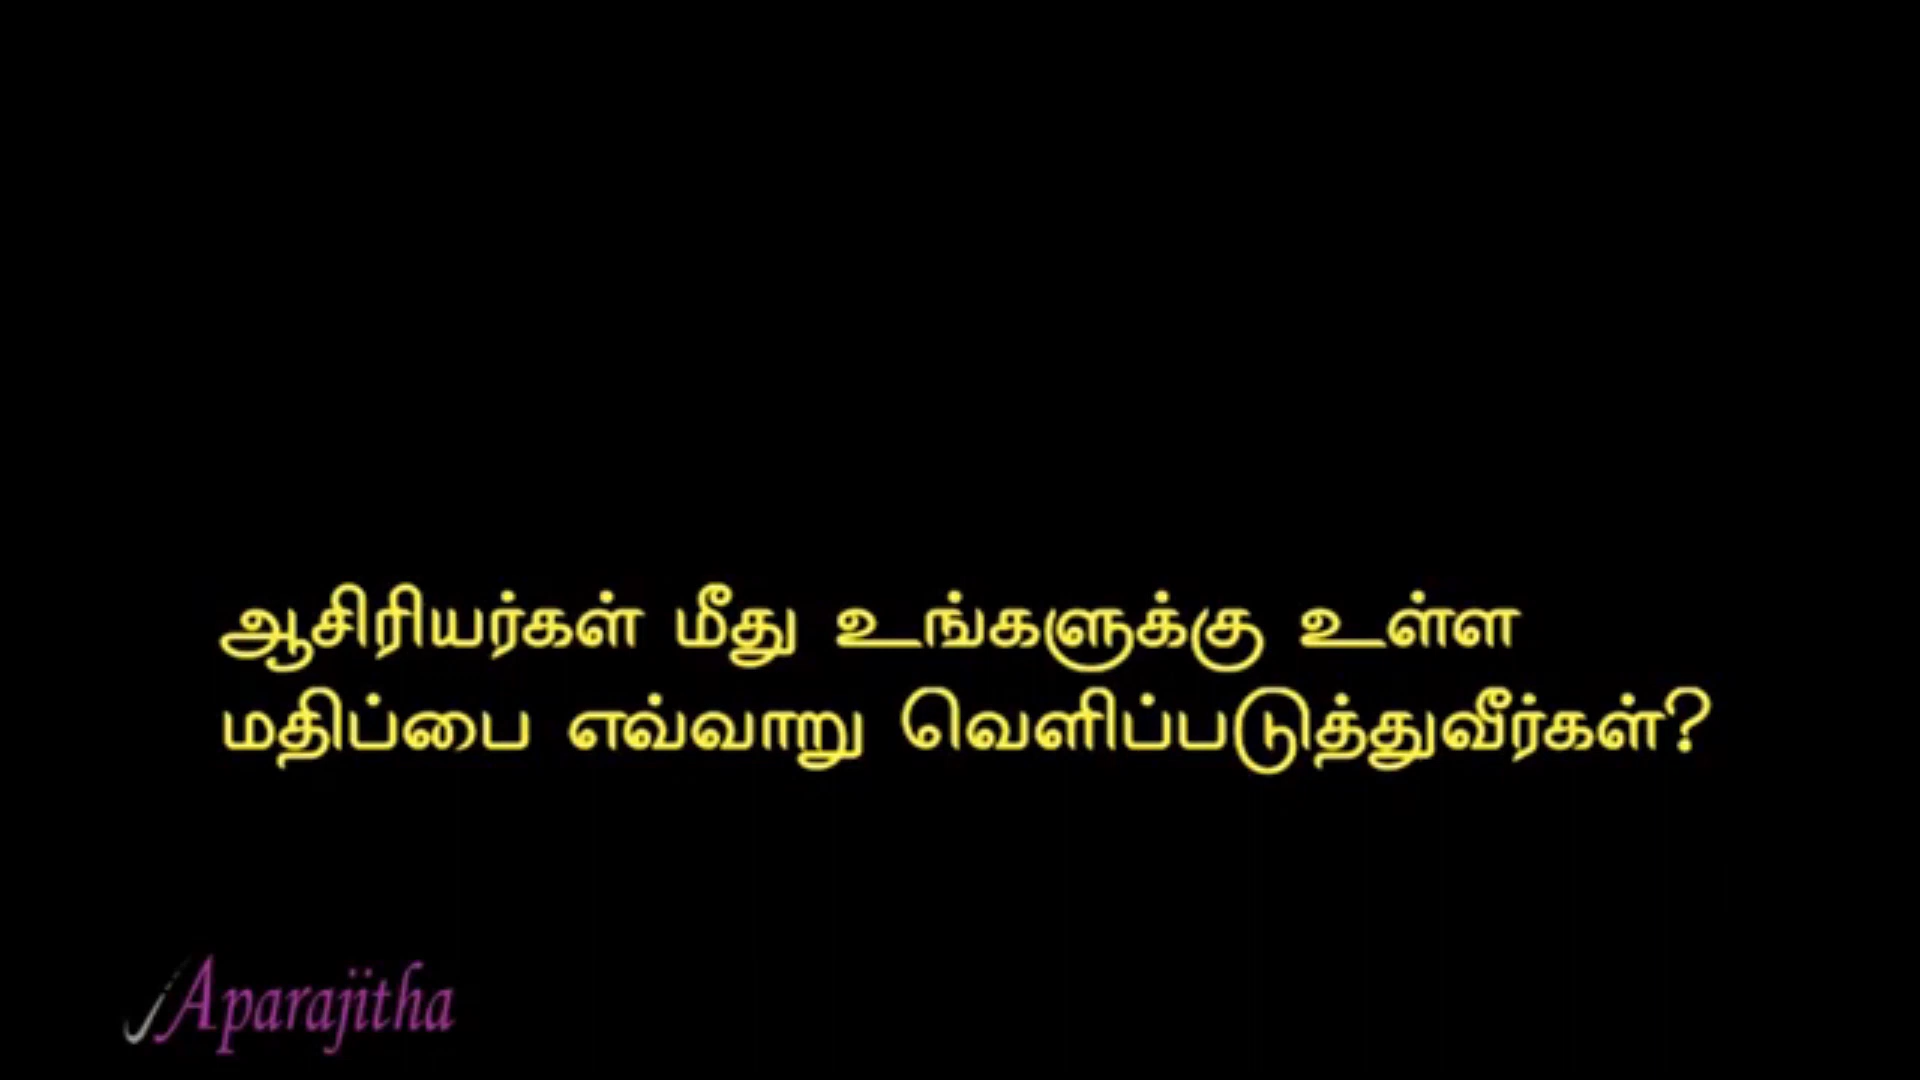 ஆசிரியர்கள் மீது உங்களுக்கு உள்ள
மதிப்பை எவ்வாறு வெளிப்படுத்துவீர்கள்?
Aparajitha